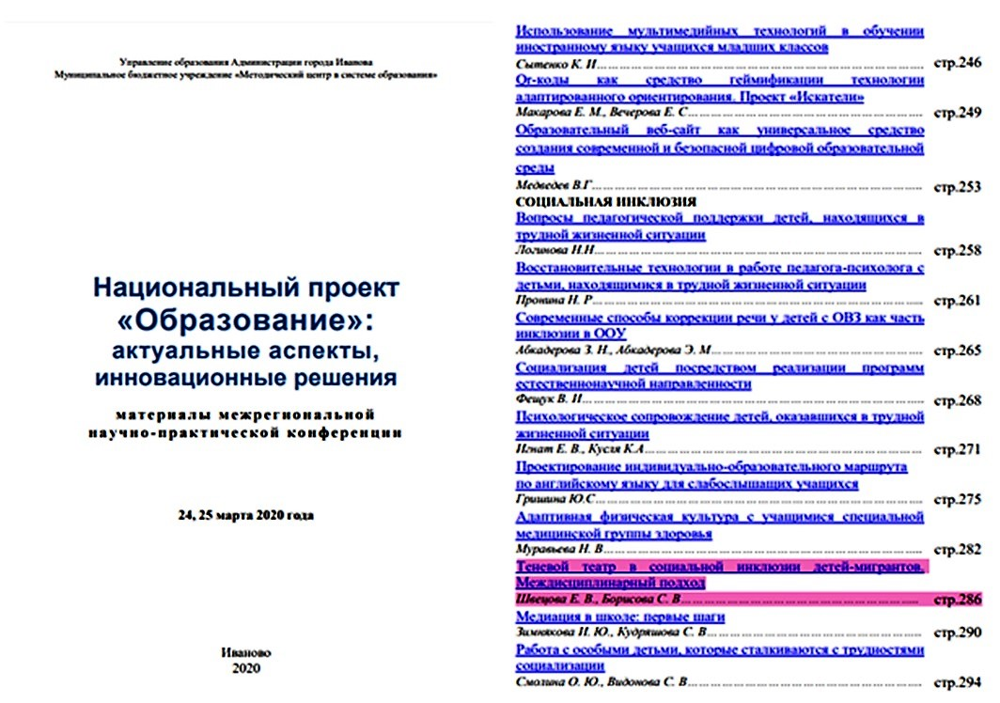 Управление образования Администрации города Иванова
Муниципальное бюджетное учреждение «Методический центр в системе образования»
Национальный проект
«Образование»:
актуальные аспекты,
инновационные решения
материалы межрегиональной
научно-практической конференции
24, 25 марта 2020 года
Иваново
2020
Использование мультимедийных технологий в обучении
иностранному языку учащихся младших классов
Сытенко К. И.................................................. стр.246
Qr-коды как средство геймификации технологии
адаптированного ориентирования. Проект «Искатели»
Макарова Е. М., Вечерова Е. С.................................................. стр.249
Образовательный веб-сайт как универсальное средство
создания современной и безопасной цифровой образовательной
среды
Медведев В.Г.................................................. стр.253
СОЦИАЛЬНАЯ ИНКЛЮЗИЯ
Вопросы педагогической поддержки детей, находящихся в
трудной жизненной ситуации
Логинова Н.Н.................................................. стр.258
Восстановительные технологии в работе педагога-психолога с
детьми, находящимися в трудной жизненной ситуации
Пронина Н. Р.................................................. стр.261
Современные способы коррекции речи у детей с ОВЗ как часть
инклюзии в ООУ
Абкадерова З. Н., Абкадерова Э. М.................................................. стр.265
Социализация детей посредством реализации программ
естественнонаучной направленности
Фещук В. И.................................................. стр.268
Психологическое сопровождение детей, оказавшихся в трудной
жизненной ситуации
Игнат Е. В., Кусля К.А.................................................. стр.271
Проектирование индивидуально-образовательного маршрута
по английскому языку для слабослышащих учащихся
Гришина Ю.С.................................................. стр.275
Адаптивная физическая культура с учащимися специальной
медицинской группы здоровья
Муравьева Н. В.................................................. стр.282
Теневой театр в социальной инклюзии детей-мигрантов.
Междисциплинарный подход
Швецова Е. В., Борисова С. В.................................................. стр.286
Медиация в школе: первые шаги
Зимнякова И. Ю., Кудряшова С. В.................................................. стр.290
Работа с особыми детьми, которые сталкиваются с трудностями
социализации
Смолина О. Ю., Видонова С. В.................................................. стр.294